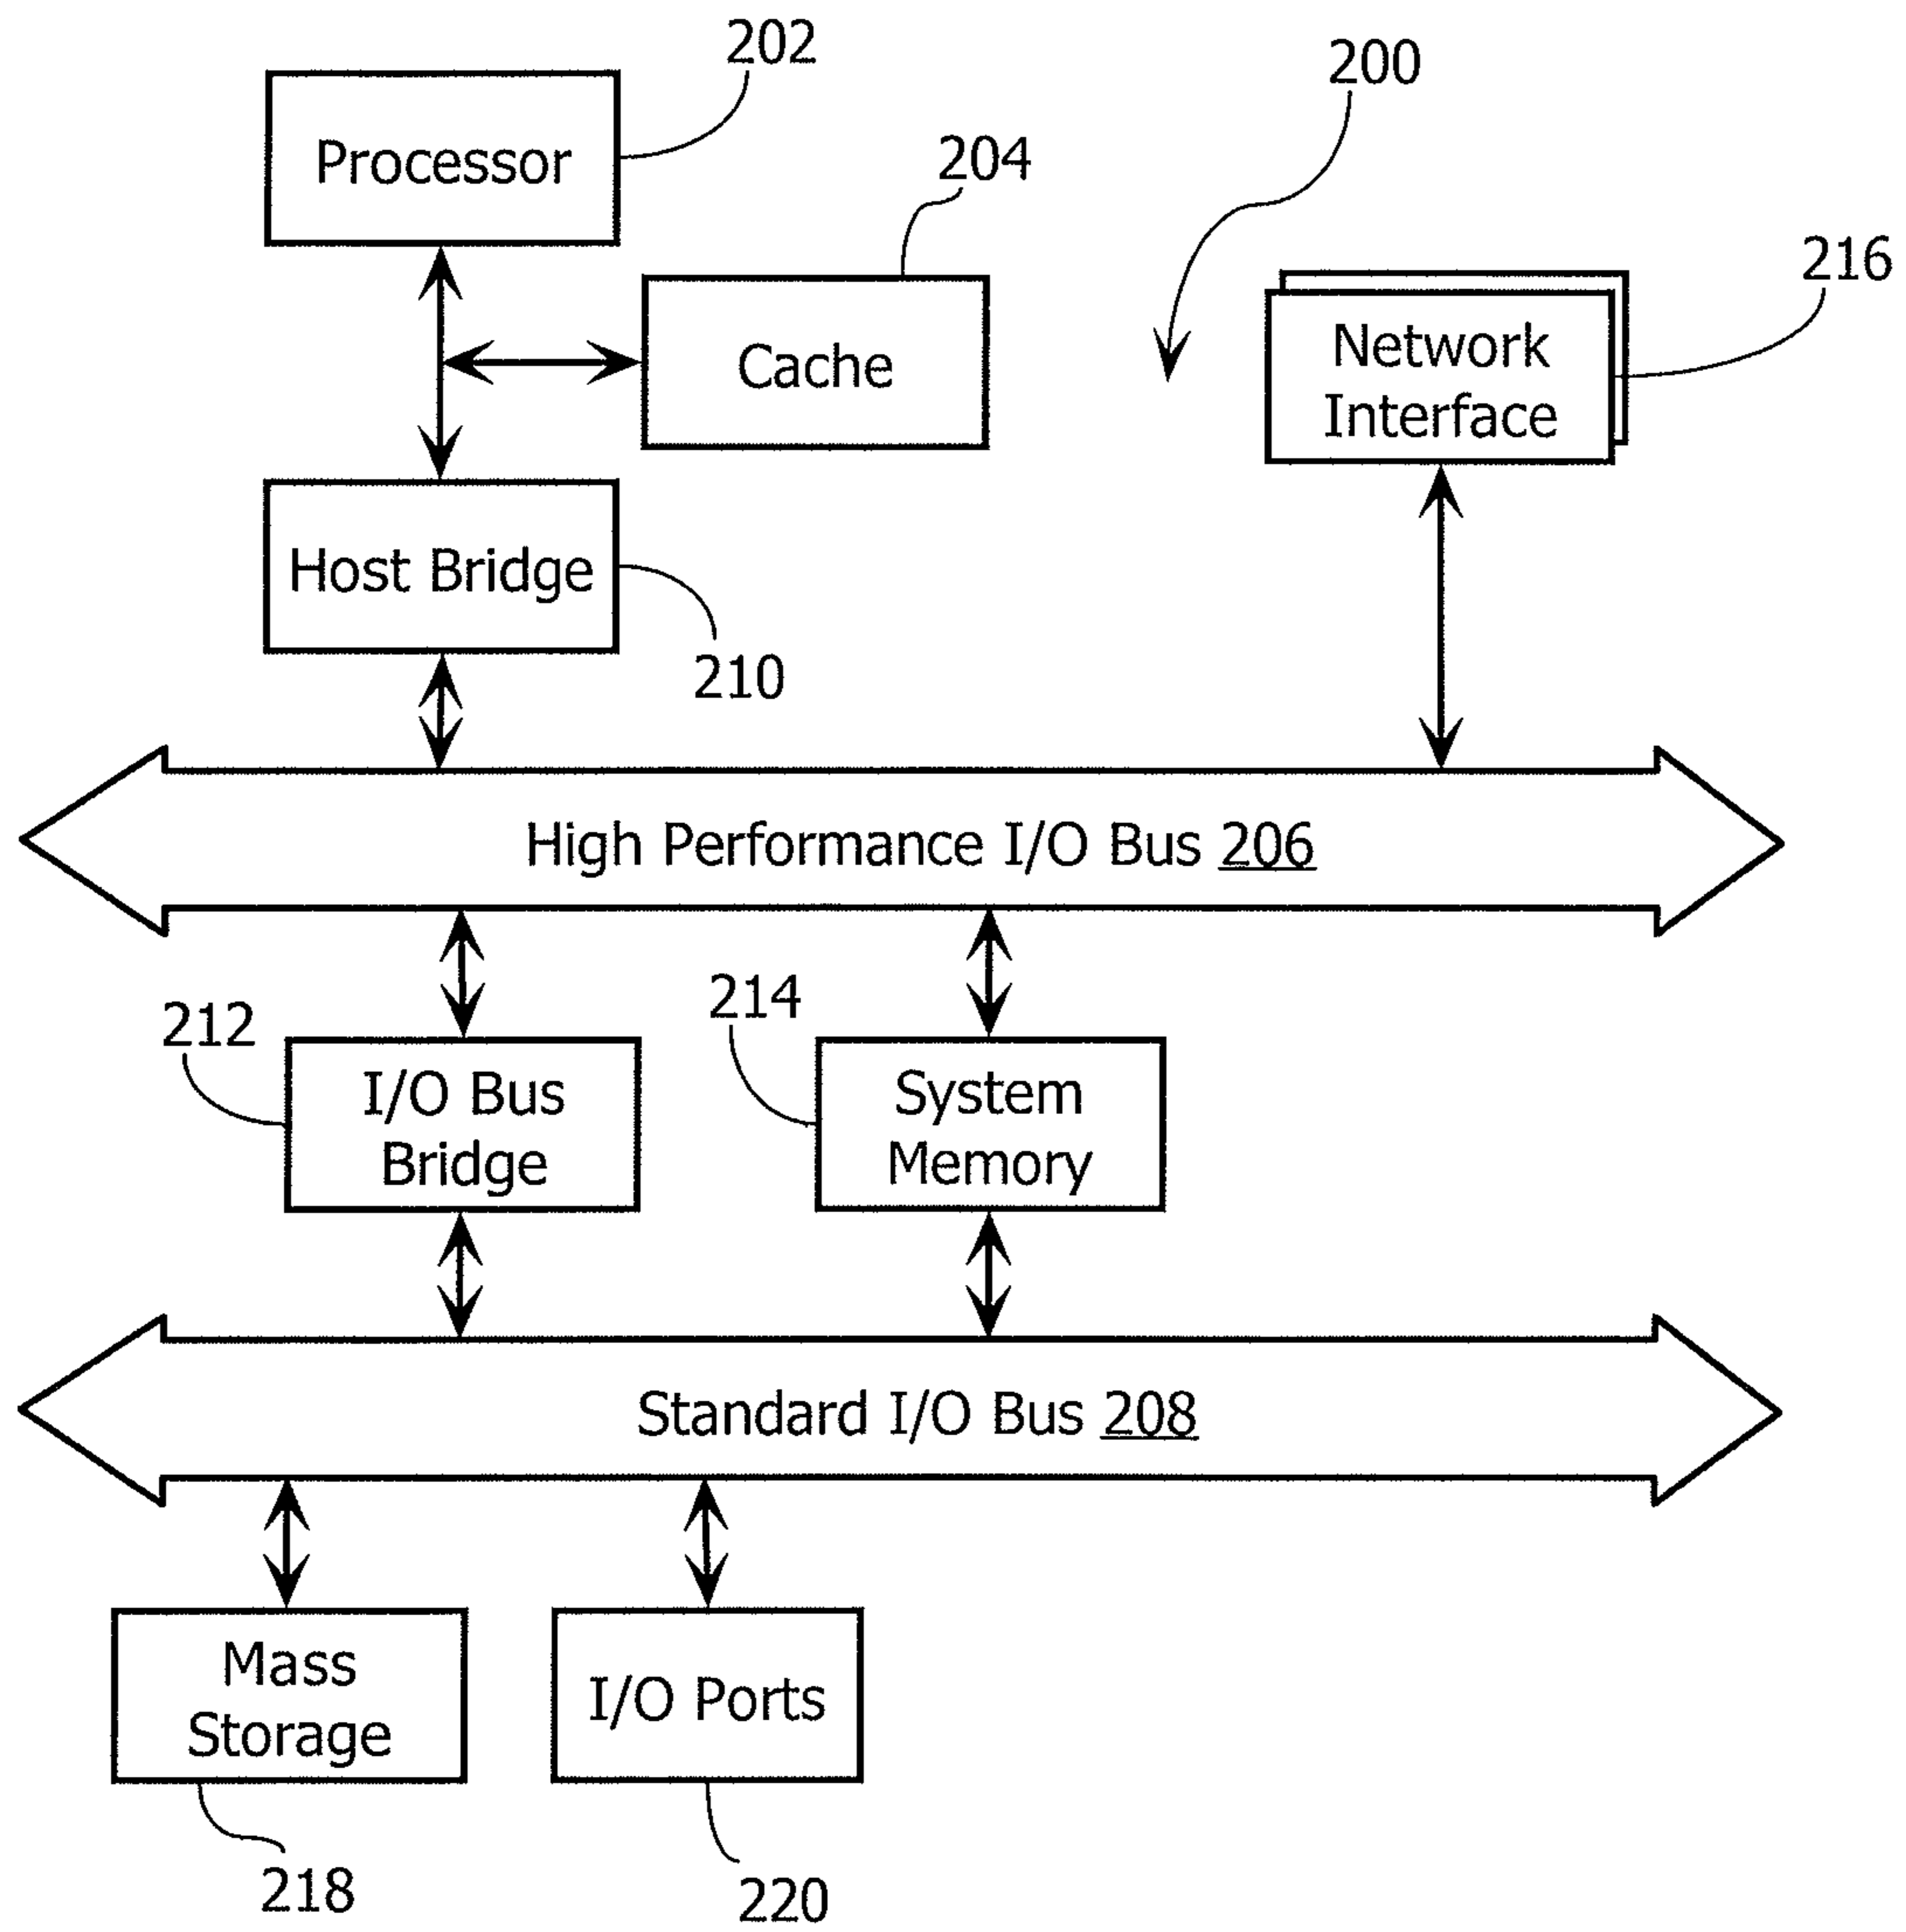 202
200
Processor
204
216
Network
Interface
Cache
Host Bridge
210
High Performance I/O Bus 206
212
214
I/O Bus
Bridge
System
Memory
Standard I/O Bus 208
Mass
Storage
I/O Ports
218
220